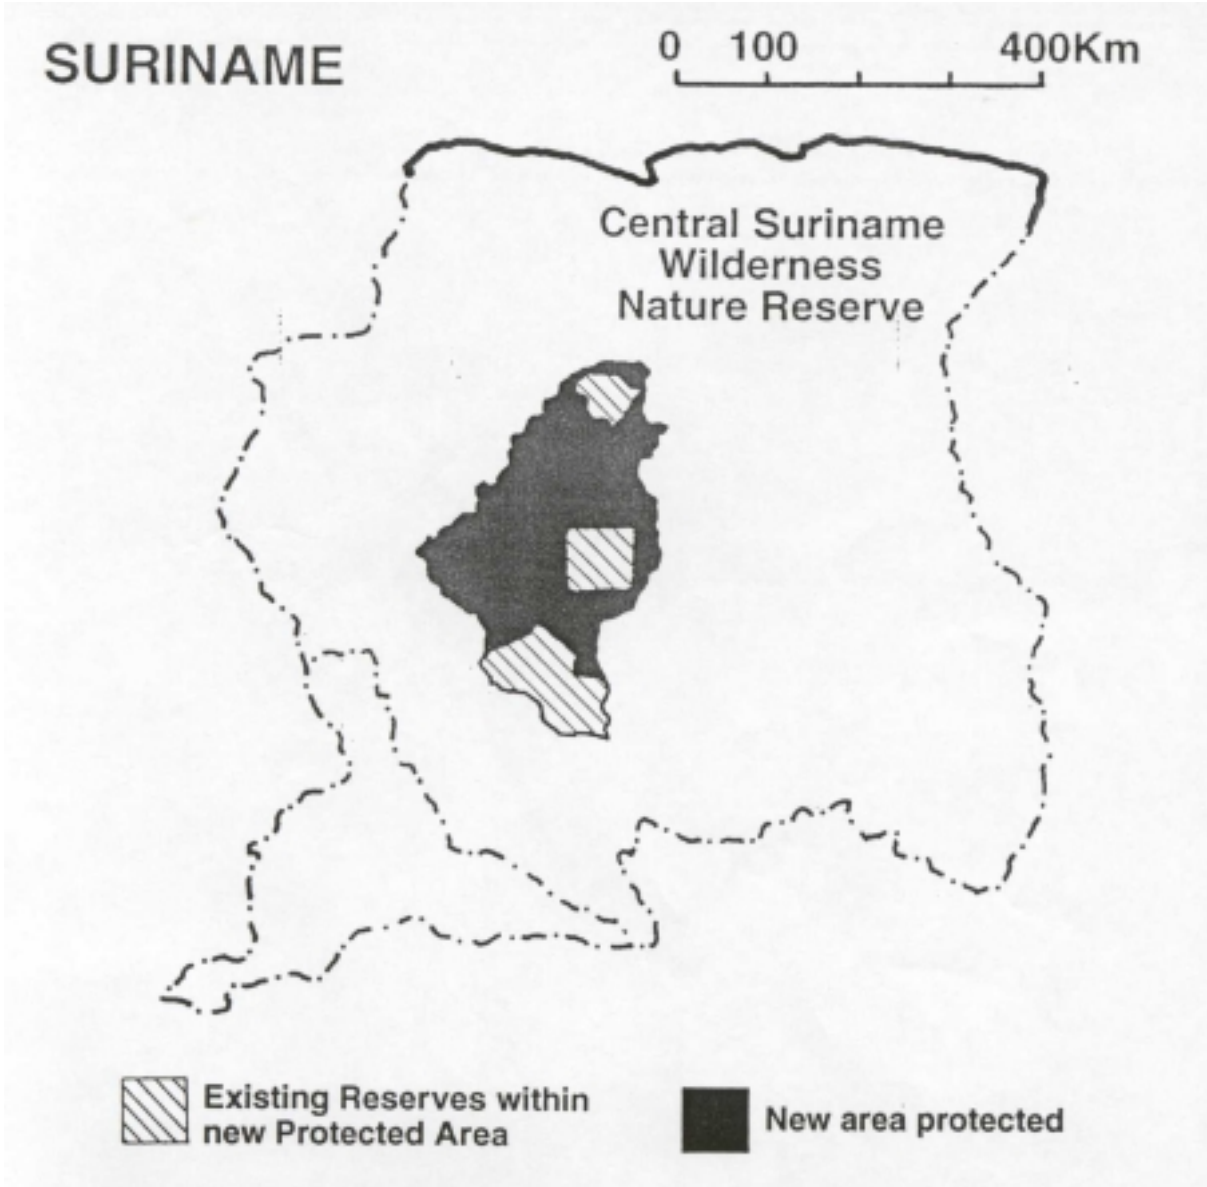 SURINAME
0 100 400Km
Central Suriname
Wilderness
Nature Reserve
Existing Reserves within
new Protected Area
New area protected